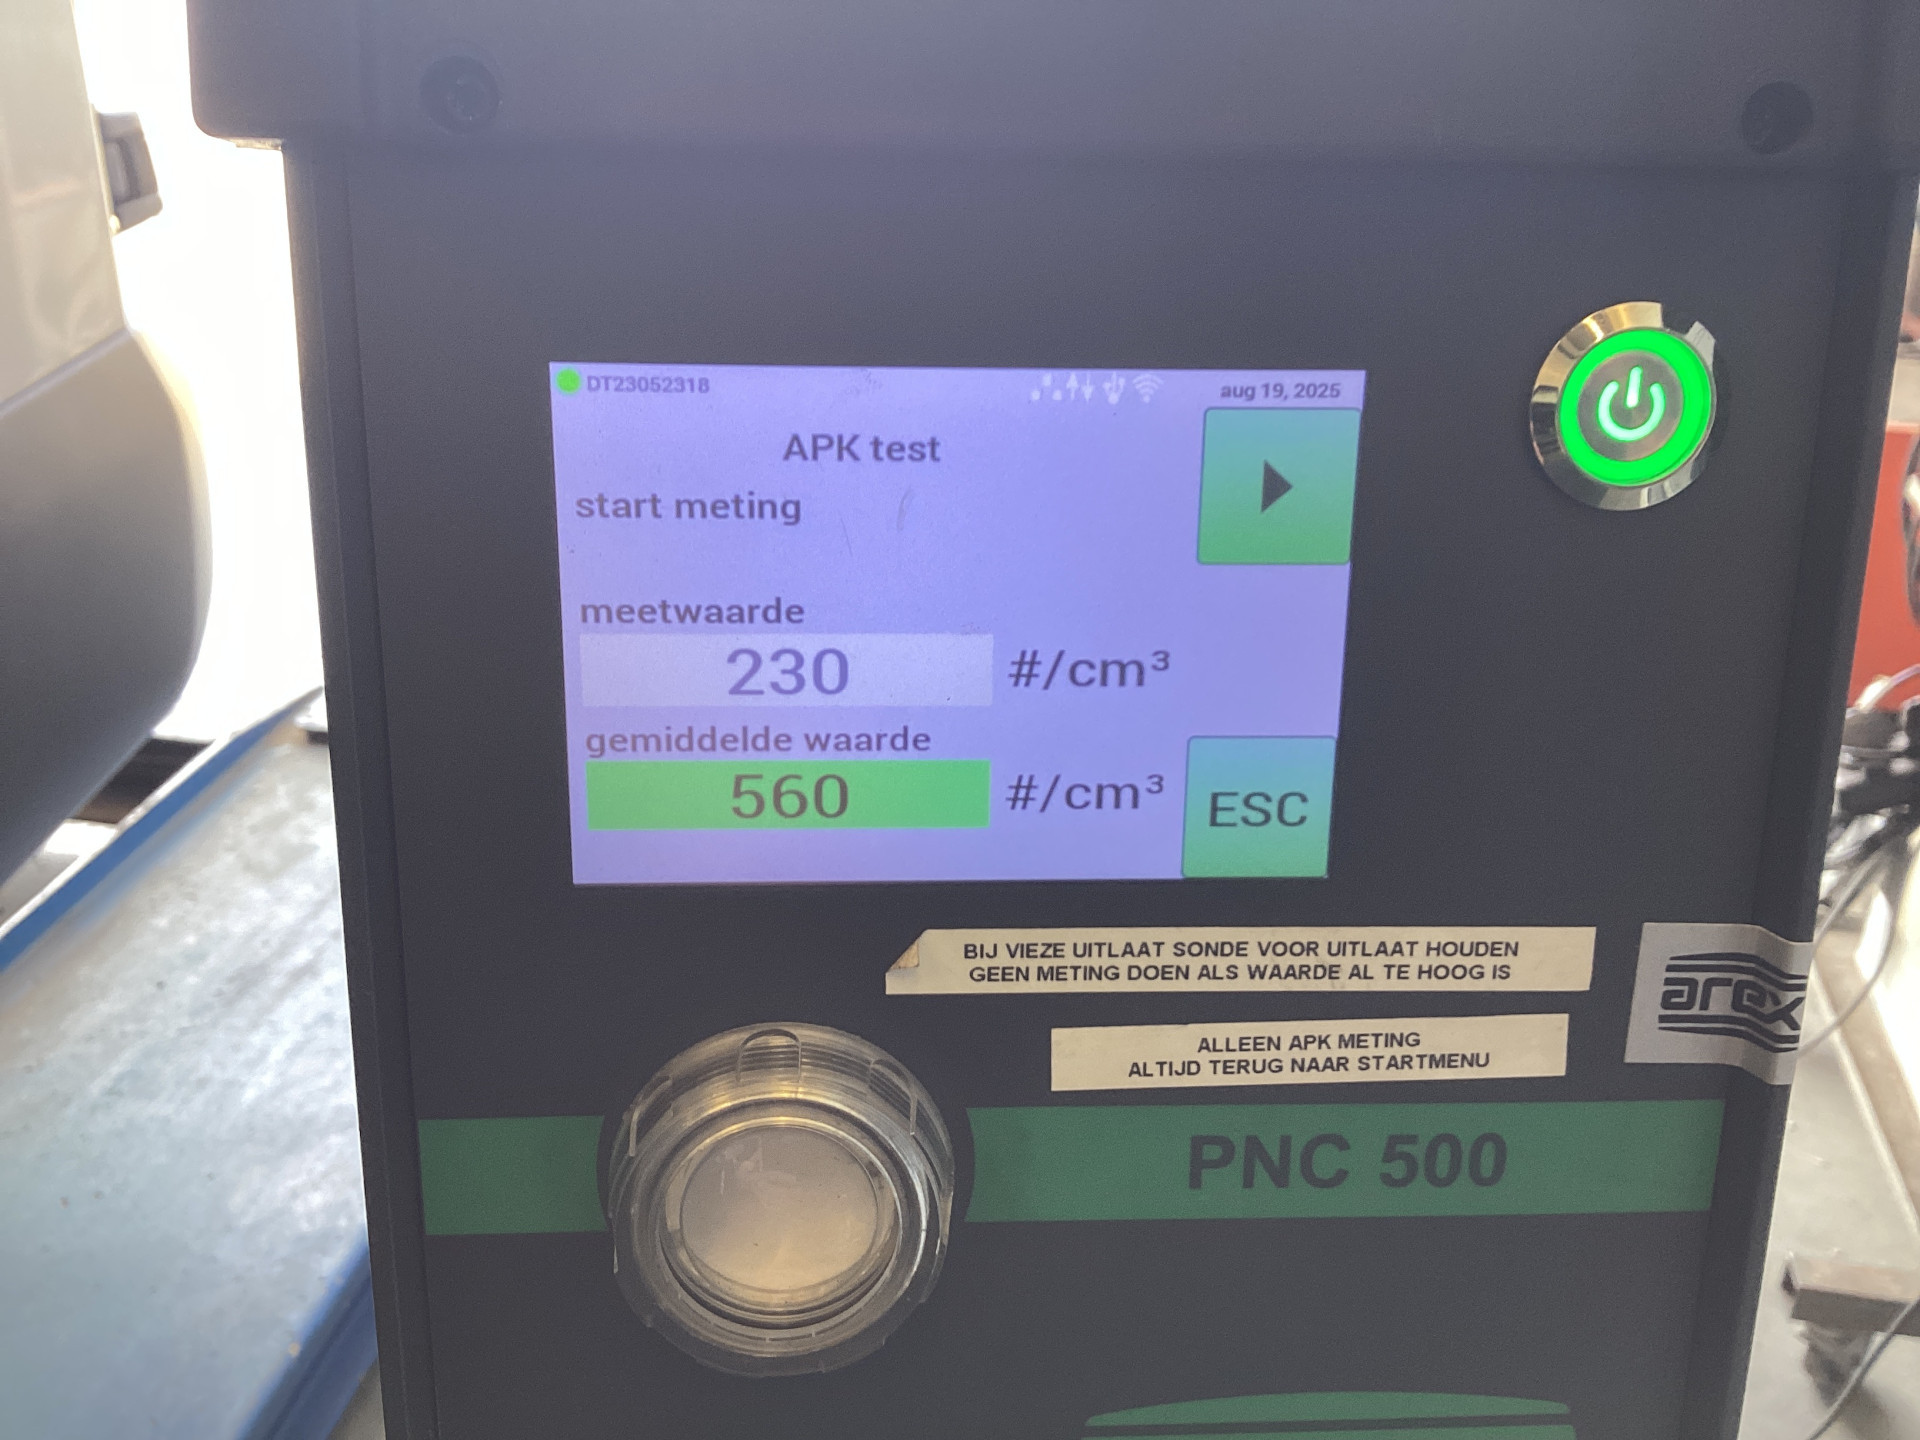 DT23052318
aug 19, 2025
APK test
start meting
meetwaarde
230 #/cm³
gemiddelde waarde
560 #/cm³
ESC
BIJ VIEZE UITLAAT SONDE VOOR UITLAAT HOUDEN
GEEN METING DOEN ALS WAARDE AL TE HOOG IS
arex
ALLEEN APK METING
ALTIJD TERUG NAAR STARTMENU
PNC 500